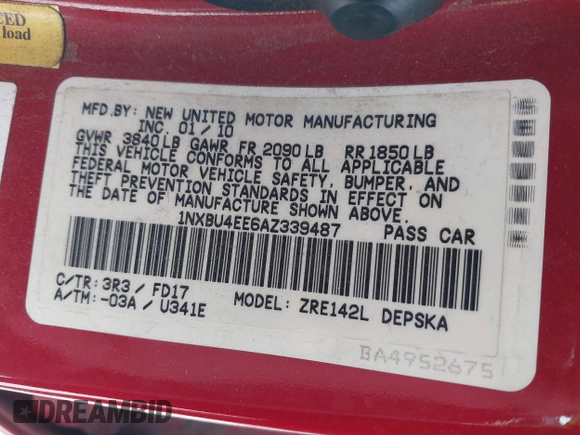 CED
load
MFD.BY: NEW UNITED MOTOR MANUFACTURING
INC. 01/10
GVWR 3840 LB GAWR FR 2090 LB RR 1850 LB
THIS VEHICLE CONFORMS TO ALL APPLICABLE
FEDERAL MOTOR VEHICLE SAFETY, BUMPER, AND
THEFT PREVENTION STANDARDS IN EFFECT ON
THE DATE OF MANUFACTURE SHOWN ABOVE.
1NXBU4EE6AZ339487 PASS CAR
C/TR: 3R3 / FD17
A/TM: -03A / U341E
MODEL: ZRE142L DEPSKA
BA4952675
DREAMBID